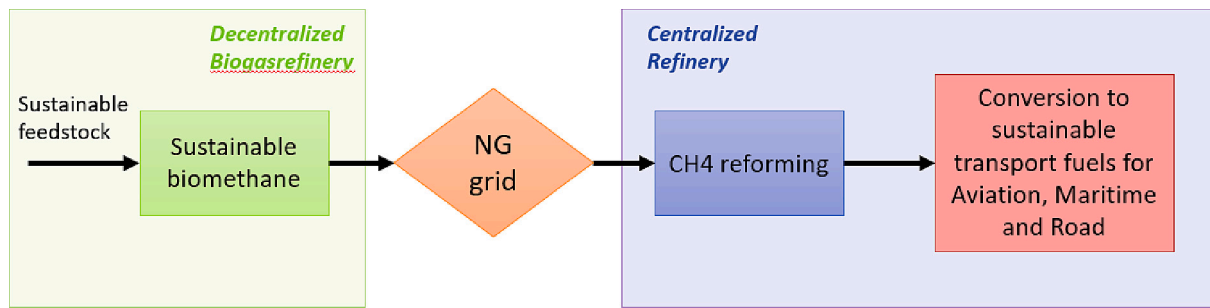 Decentralized
Biogasrefinery
Sustainable
feedstock
Sustainable
biomethane
NG
grid
Centralized
Refinery
CH4 reforming
Conversion to
sustainable
transport fuels for
Aviation, Maritime
and Road